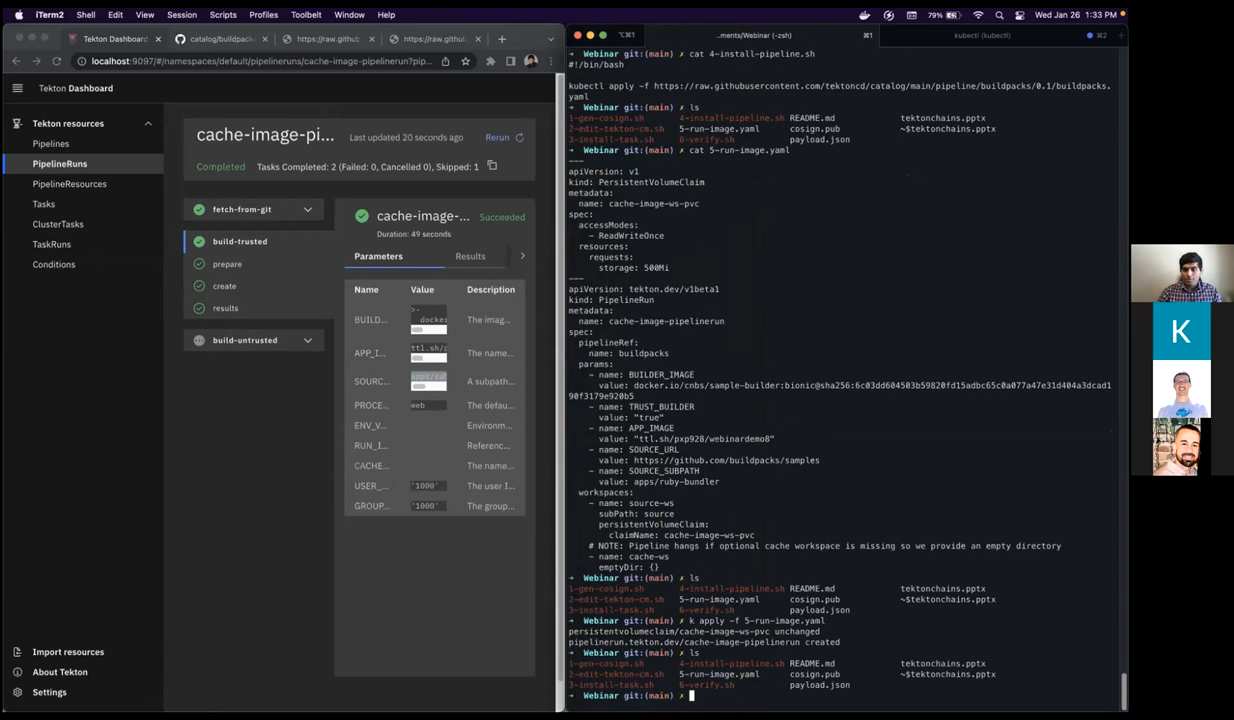 iTerm2 Shell Edit View Session Scripts Profiles Toolbelt Window Help
79% Wed Jan 26 1:33 PM
Tekton Dashboard
catalog/buildpack
https://raw.github
https://raw.github
localhost:9097/#/namespaces/default/pipelineruns/cache-image-pipelinerun?pip...
Tekton Dashboard
Tekton resources
Pipelines
PipelineRuns
PipelineResources
Tasks
ClusterTasks
TaskRuns
Conditions
Import resources
About Tekton
Settings
cache-image-pi...
Last updated 20 seconds ago
Rerun
Completed
Tasks Completed: 2 (Failed: 0, Cancelled 0), Skipped: 1
fetch-from-git
build-trusted
prepare
create
results
build-untrusted
cache-image-...
Succeeded
Duration: 49 seconds
Parameters Results
Name Value Description
BUILD... >- docker The imag...
APP_I... ttl.sh/p The name...
SOURC... apps/rub A subpath...
PROCE... web The defau...
ENV_V... Environm...
RUN_I... Referenc...
CACHE... The name...
USER_... '1000' The user I...
GROUP... '1000' The group...
⌥⌘1 ..ments/Webinar (-zsh) ⌘1 kubectl (kubectl) ⌘2
➜ Webinar git:(main) ✗ cat 4-install-pipeline.sh
#!/bin/bash
kubectl apply -f https://raw.githubusercontent.com/tektoncd/catalog/main/pipeline/buildpacks/0.1/buildpacks.
yaml
➜ Webinar git:(main) ✗ ls
1-gen-cosign.sh 4-install-pipeline.sh README.md tektonchains.pptx
2-edit-tekton-cm.sh 5-run-image.yaml cosign.pub ~$tektonchains.pptx
3-install-task.sh 6-verify.sh payload.json
➜ Webinar git:(main) ✗ cat 5-run-image.yaml
---
apiVersion: v1
kind: PersistentVolumeClaim
metadata:
name: cache-image-ws-pvc
spec:
accessModes:
- ReadWriteOnce
resources:
requests:
storage: 500Mi
---
apiVersion: tekton.dev/v1beta1
kind: PipelineRun
metadata:
name: cache-image-pipelinerun
spec:
pipelineRef:
name: buildpacks
params:
- name: BUILDER_IMAGE
value: docker.io/cnbs/sample-builder:bionic@sha256:6c03dd604503b59820fd15adbc65c0a077a47e31d404a3dcad1
90f3179e920b5
- name: TRUST_BUILDER
value: "true"
- name: APP_IMAGE
value: "ttl.sh/pxp928/webinardemo8"
- name: SOURCE_URL
value: https://github.com/buildpacks/samples
- name: SOURCE_SUBPATH
value: apps/ruby-bundler
workspaces:
- name: source-ws
subPath: source
persistentVolumeClaim:
claimName: cache-image-ws-pvc
# NOTE: Pipeline hangs if optional cache workspace is missing so we provide an empty directory
- name: cache-ws
emptyDir: {}
➜ Webinar git:(main) ✗ ls
1-gen-cosign.sh 4-install-pipeline.sh README.md tektonchains.pptx
2-edit-tekton-cm.sh 5-run-image.yaml cosign.pub ~$tektonchains.pptx
3-install-task.sh 6-verify.sh payload.json
➜ Webinar git:(main) ✗ k apply -f 5-run-image.yaml
persistentvolumeclaim/cache-image-ws-pvc unchanged
pipelinerun.tekton.dev/cache-image-pipelinerun created
➜ Webinar git:(main) ✗ ls
1-gen-cosign.sh 4-install-pipeline.sh README.md tektonchains.pptx
2-edit-tekton-cm.sh 5-run-image.yaml cosign.pub ~$tektonchains.pptx
3-install-task.sh 6-verify.sh payload.json
➜ Webinar git:(main) ✗
K